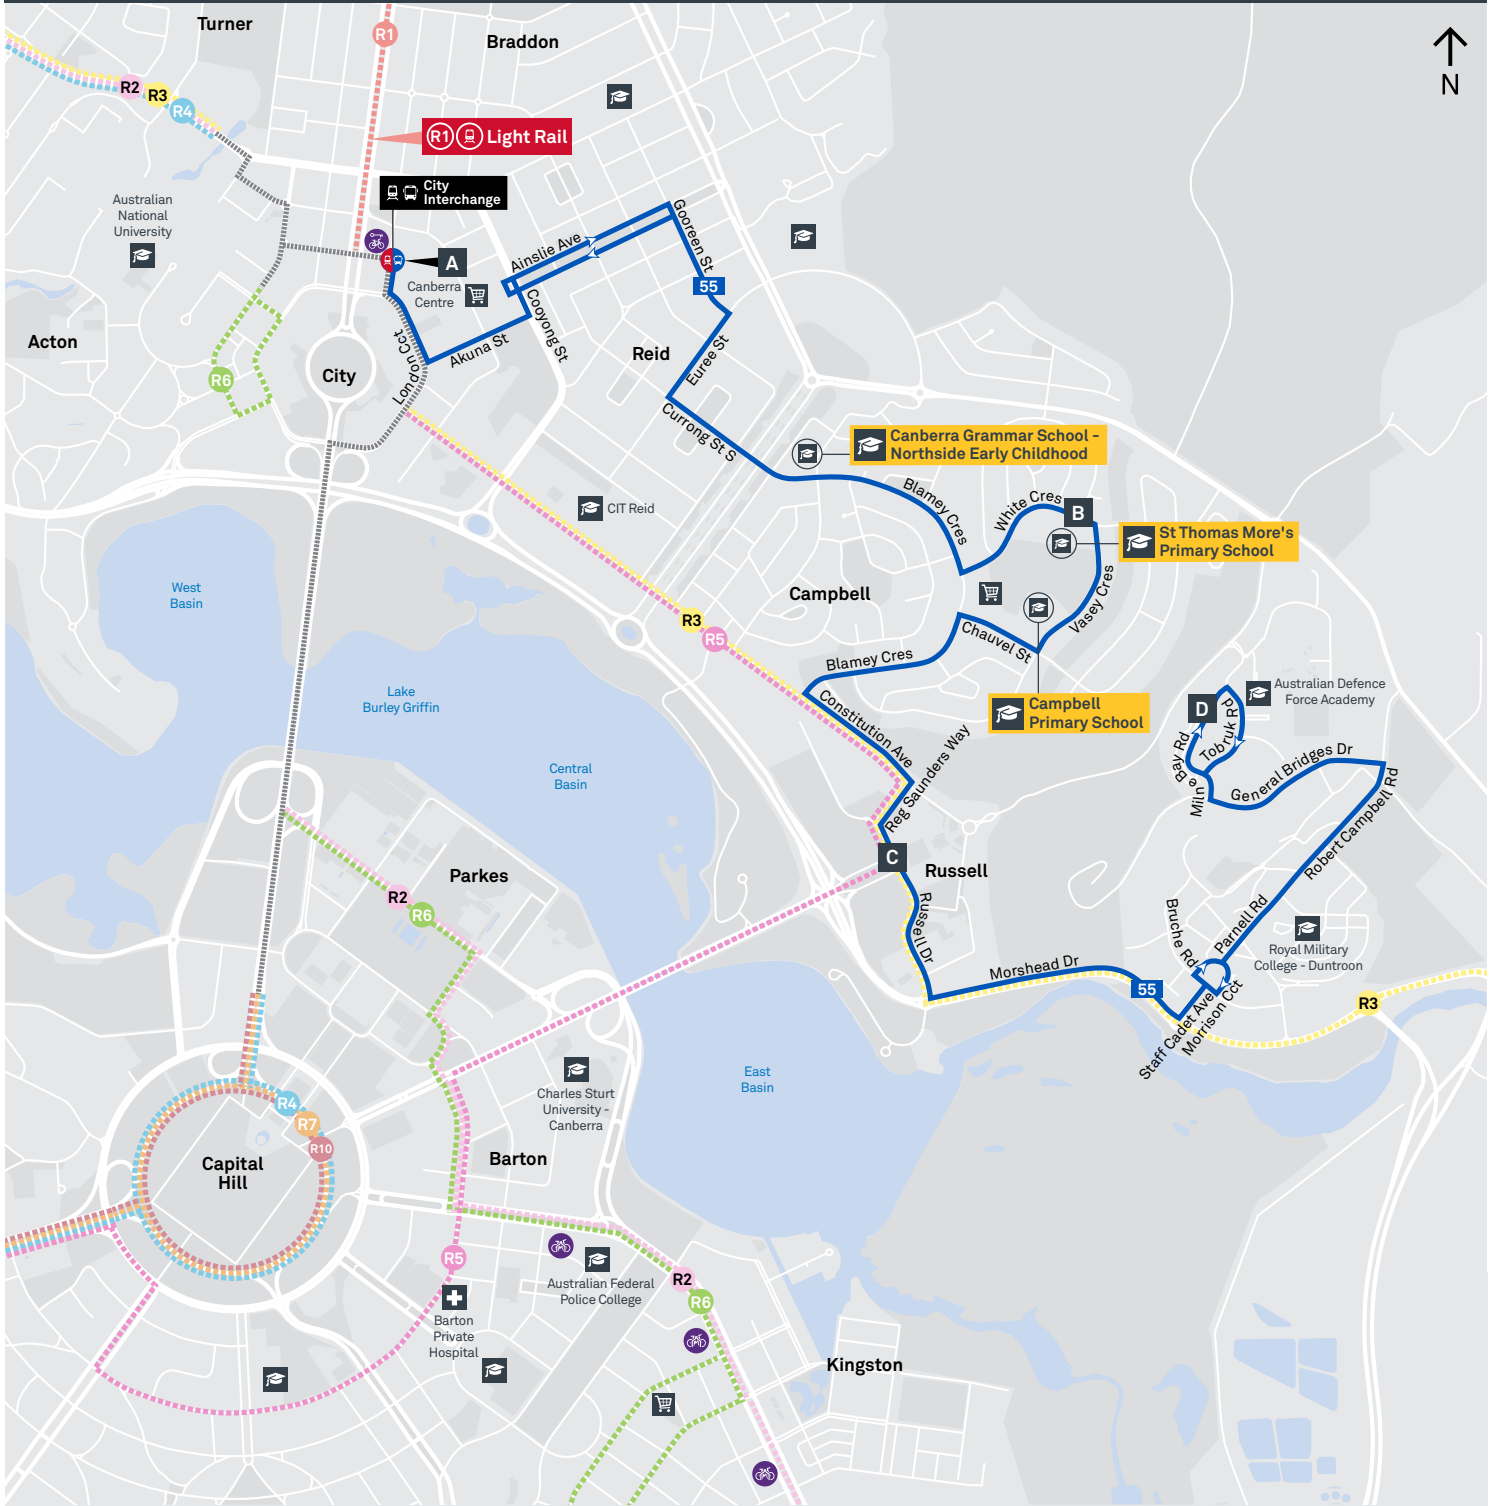 Turner
Braddon
R1
N
R2
R3
R4
R1 Light Rail
City
Interchange
Australian
National
University
A
Canberra
Centre
Ainslie Ave
Gooreen St
55
Cooyong St
Akuna St
London Cct
Reid
Euree St
Currong St S
Acton
City
R6
Canberra Grammar School -
Northside Early Childhood
CIT Reid
Blamey Cres
White Cres
B
St Thomas More's
Primary School
West
Basin
Campbell
Vasey Cres
R3
R5
Chauvel St
Blamey Cres
Lake
Burley Griffin
Constitution Ave
Campbell
Primary School
D
Australian Defence
Force Academy
Milne Bay Rd
Tobruk Rd
General Bridges Dr
Robert Campbell Rd
Central
Basin
Reg Saunders Way
C
Russell
Parkes
R2
R6
Russell Dr
Bruche Rd
Parnell Rd
Royal Military
College - Duntroon
Morshead Dr
55
Staff Cadet Ave
Morrison Cct
R3
East
Basin
Charles Sturt
University -
Canberra
R4
R7
R10
Capital
Hill
Barton
R5
Australian Federal
Police College
R2
R6
Barton
Private
Hospital
Kingston